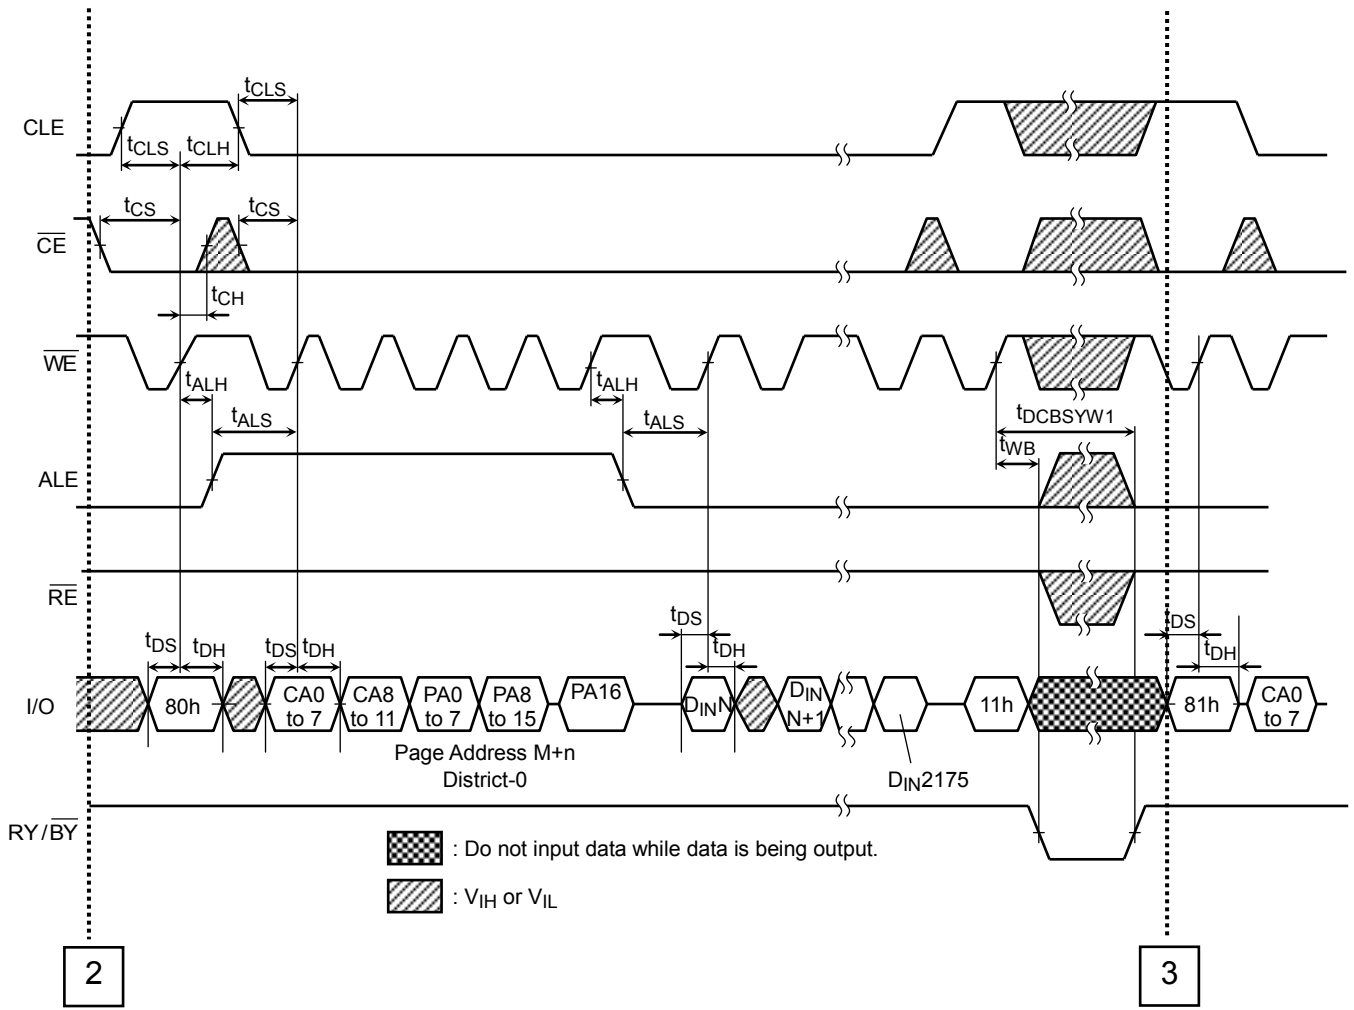 tCLS
CLE
tCLS tCLH
tCS tCS
CE
tCH
WE
tALH tALH
tALS tALS tDCBSYW1
tWB
ALE
RE
tDS tDS
tDS tDH tDS tDH tDH tDH
I/O 80h CA0 to 7 CA8 to 11 PA0 to 7 PA8 to 15 PA16 DINN DIN N+1 11h 81h CA0 to 7
Page Address M+n
District-0
DIN2175
RY/BY
: Do not input data while data is being output.
: VIH or VIL
2 3